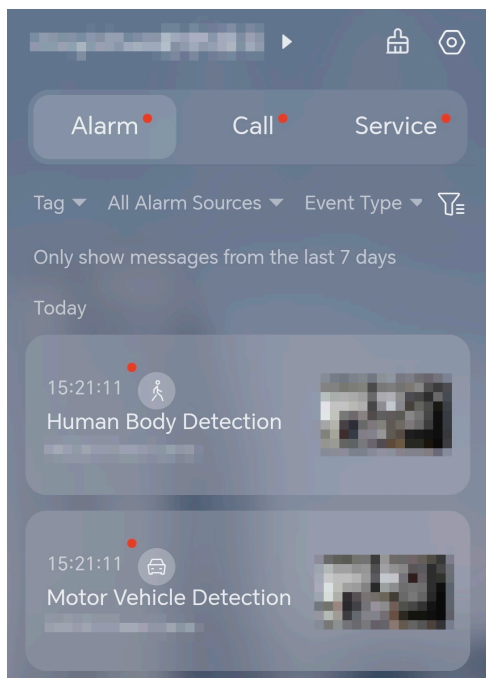 Alarm Call Service
Tag All Alarm Sources Event Type
Only show messages from the last 7 days
Today
15:21:11
Human Body Detection
15:21:11
Motor Vehicle Detection